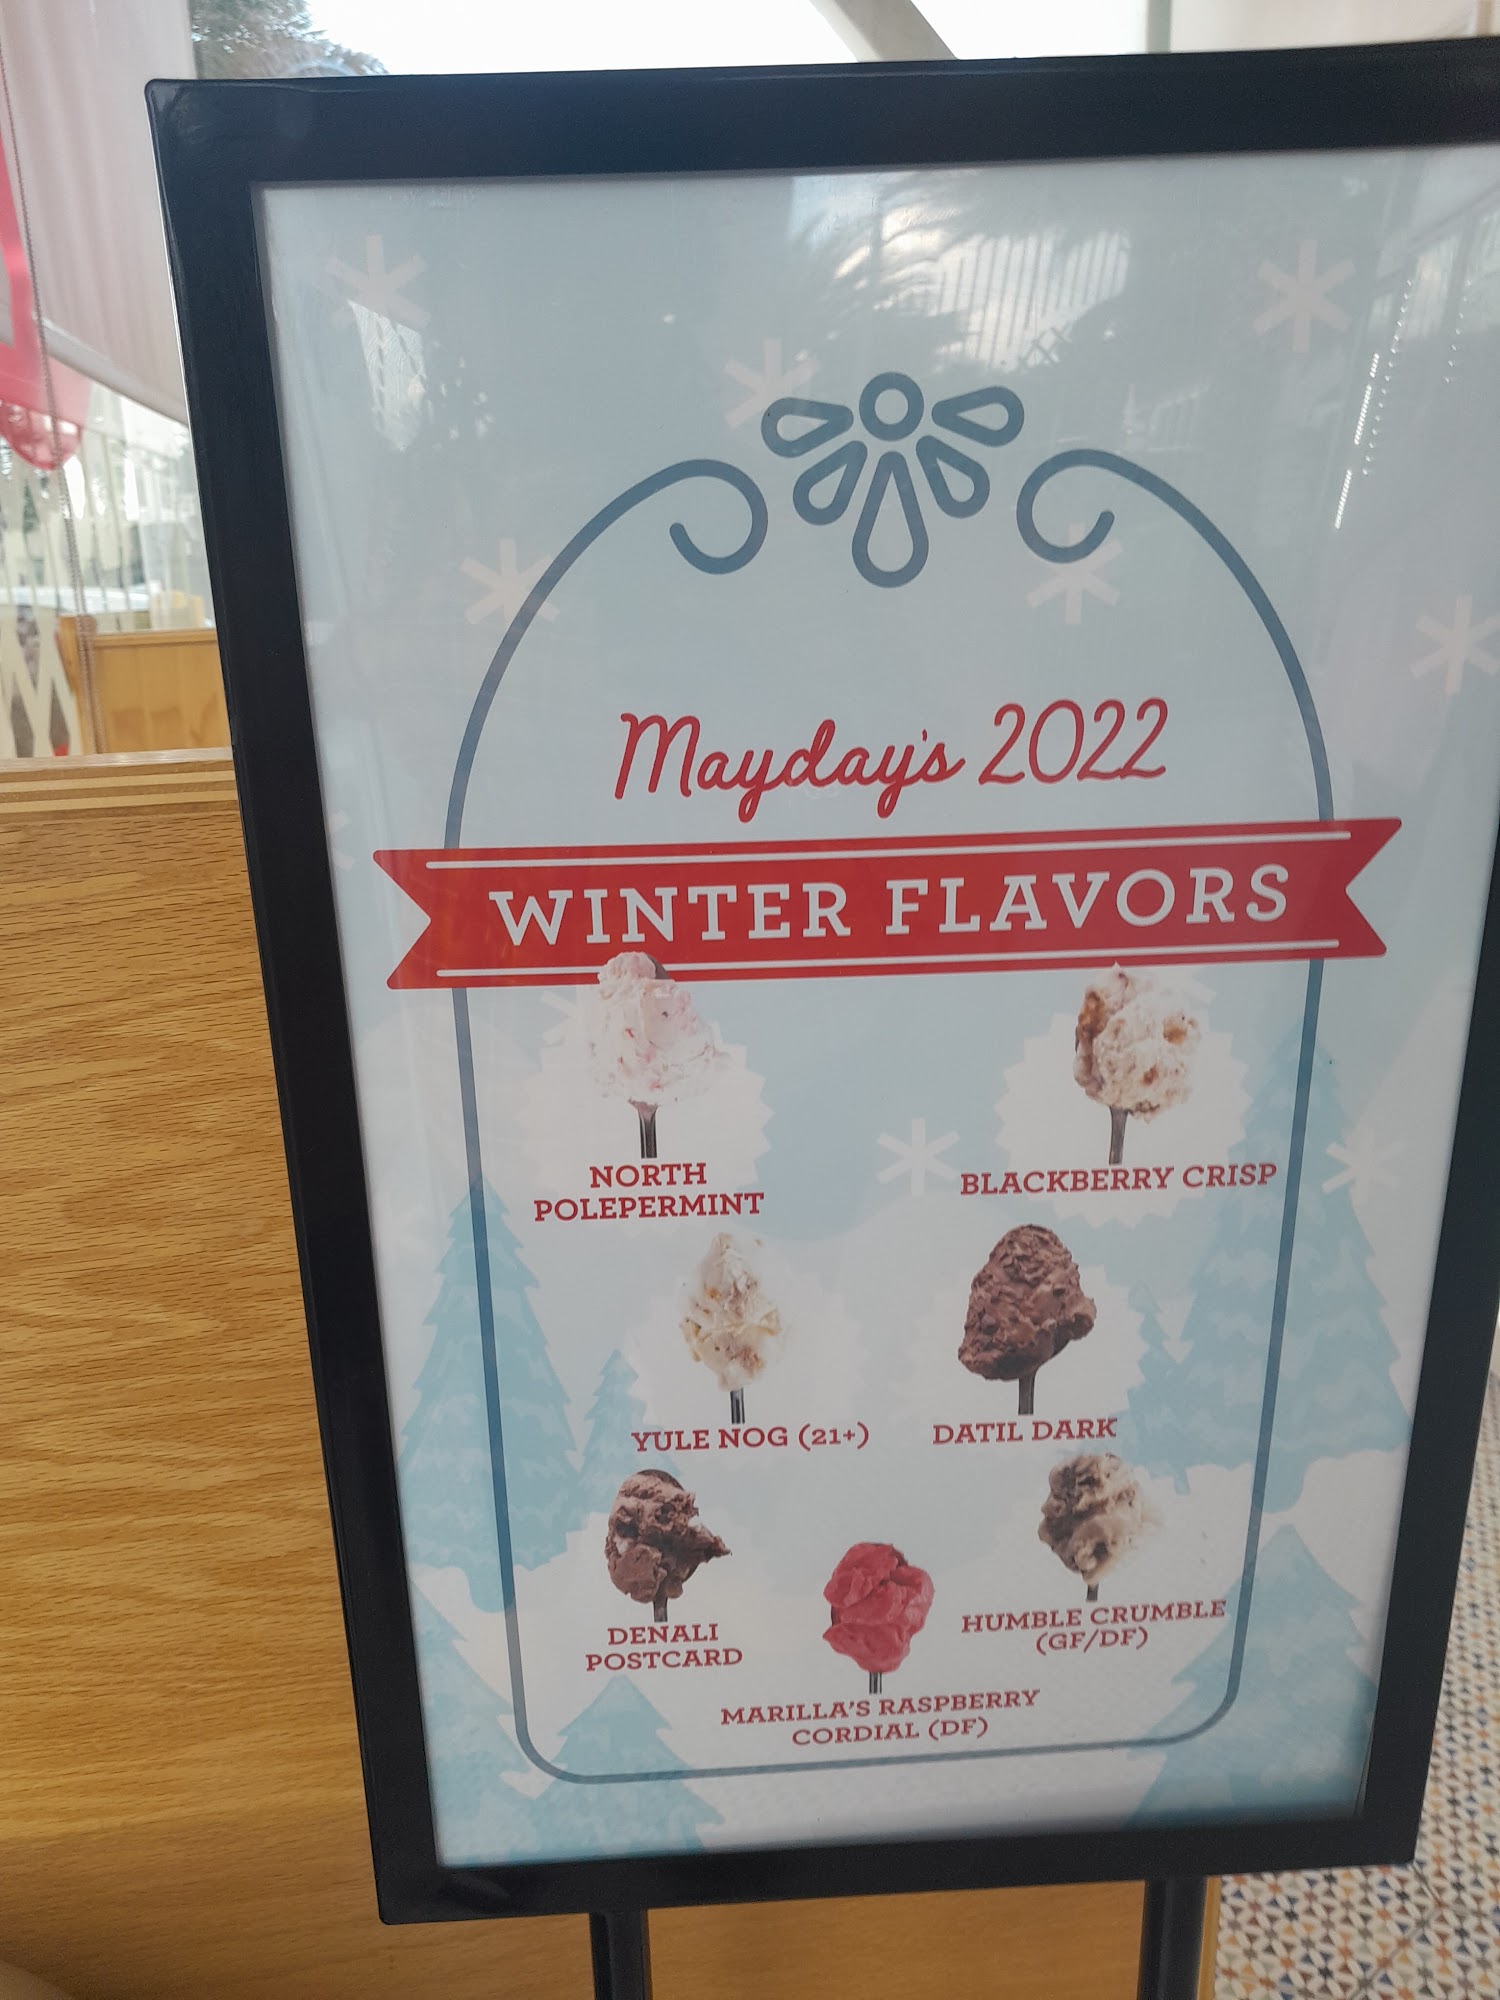 Mayday's 2022
WINTER FLAVORS
NORTH
POLEPERMINT
BLACKBERRY CRISP
YULE NOG (21+)
DATIL DARK
DENALI
POSTCARD
HUMBLE CRUMBLE
(GF/DF)
MARILLA'S RASPBERRY
CORDIAL (DF)